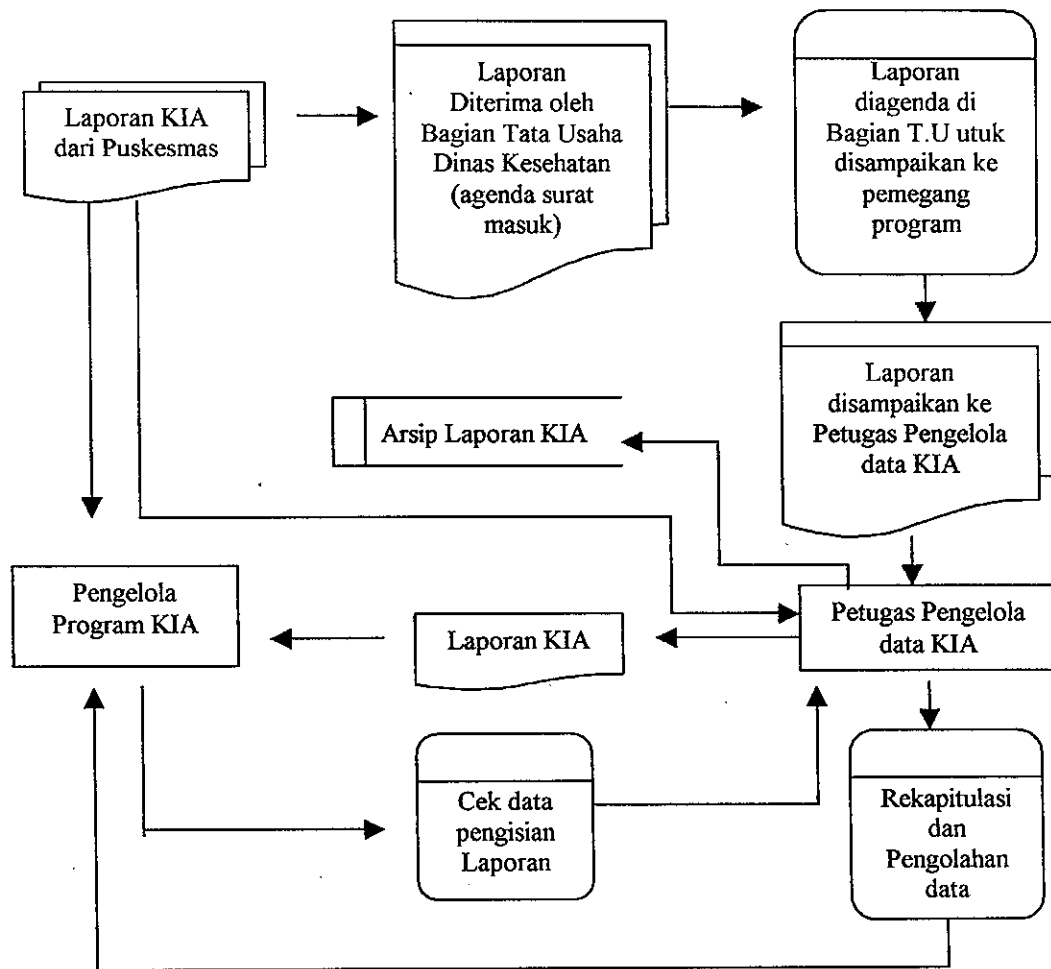 Laporan KIA
dari Puskesmas
Laporan
Diterima oleh
Bagian Tata Usaha
Dinas Kesehatan
(agenda surat
masuk)
Laporan
diagenda di
Bagian T.U utuk
disampaikan ke
pemegang
program
Laporan
disampaikan ke
Petugas Pengelola
data KIA
Arsip Laporan KIA
Pengelola
Program KIA
Laporan KIA
Petugas Pengelola
data KIA
Cek data
pengisian
Laporan
Rekapitulasi
dan
Pengolahan
data